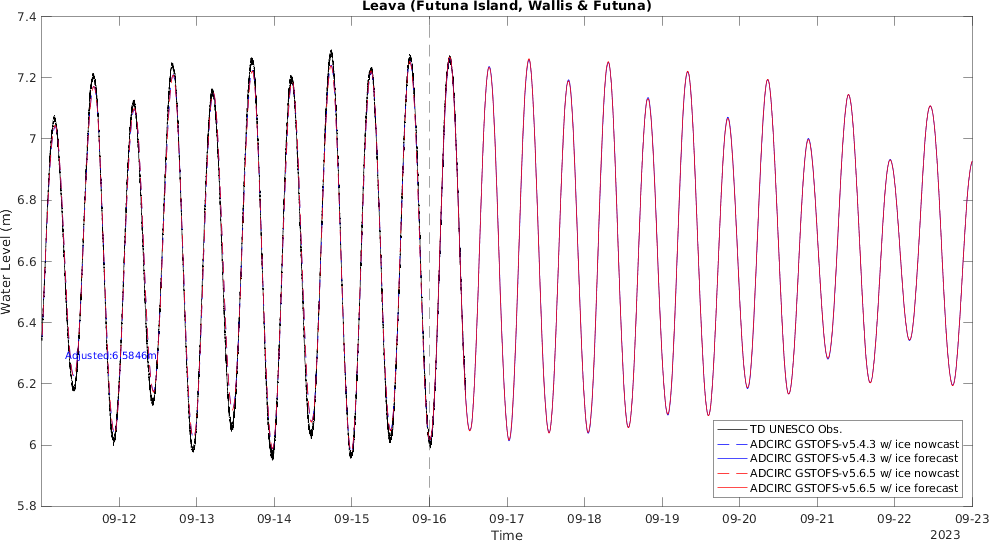 Leava (Futuna Island, Wallis & Futuna)
7.4
7.2
7
6.8
6.6
6.4
6.2
6
5.8
Water Level (m)
Adjusted:6.5846m
TD UNESCO Obs.
ADCIRC GSTOFS-v5.4.3 w/ ice nowcast
ADCIRC GSTOFS-v5.4.3 w/ ice forecast
ADCIRC GSTOFS-v5.6.5 w/ ice nowcast
ADCIRC GSTOFS-v5.6.5 w/ ice forecast
09-12 09-13 09-14 09-15 09-16 09-17 09-18 09-19 09-20 09-21 09-22 09-23
Time
2023